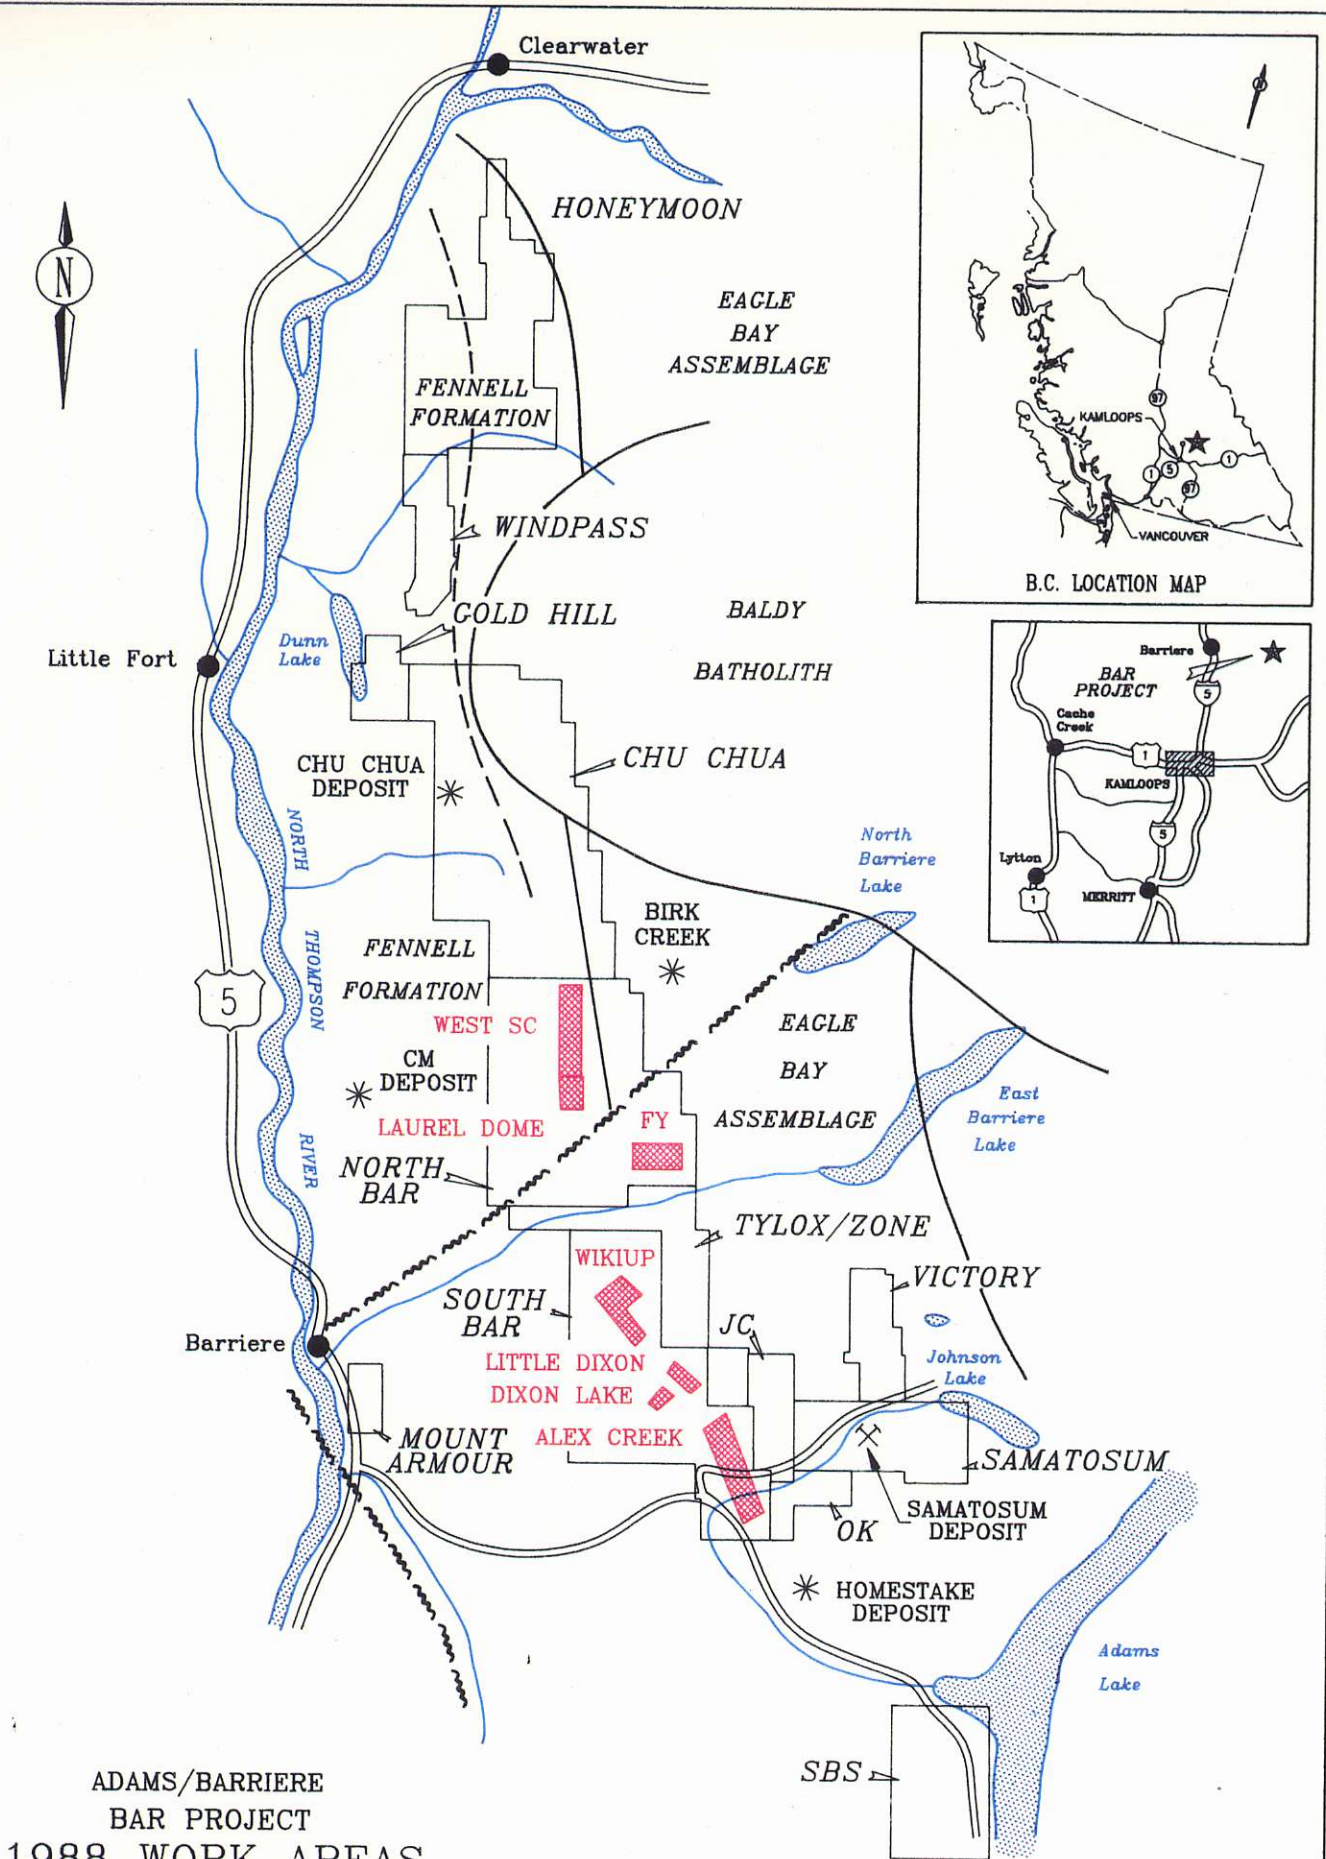 Clearwater
HONEYMOON
N
EAGLE
BAY
ASSEMBLAGE
FENNELL
FORMATION
WINDPASS
GOLD HILL
BALDY
BATHOLITH
Little Fort
Dunn
Lake
CHU CHUA
DEPOSIT
CHU CHUA
NORTH
THOMPSON
RIVER
North
Barriere
Lake
BIRK
CREEK
FENNELL
FORMATION
WEST SC
5
CM
DEPOSIT
LAUREL DOME
FY
EAGLE
BAY
ASSEMBLAGE
East
Barriere
Lake
NORTH
BAR
TYLOX/ZONE
WIKIUP
VICTORY
SOUTH
BAR
JC
Barriere
LITTLE DIXON
DIXON LAKE
Johnson
Lake
ALEX CREEK
MOUNT
ARMOUR
SAMATOSUM
SAMATOSUM
DEPOSIT
OK
HOMESTAKE
DEPOSIT
Adams
Lake
SBS
97
KAMLOOPS
1
5
1
97
VANCOUVER
B.C. LOCATION MAP
Barriere
BAR
PROJECT
5
Cache
Creek
1
KAMLOOPS
5
Lytton
1
MERRITT
ADAMS/BARRIERE
BAR PROJECT
1988 WORK AREAS